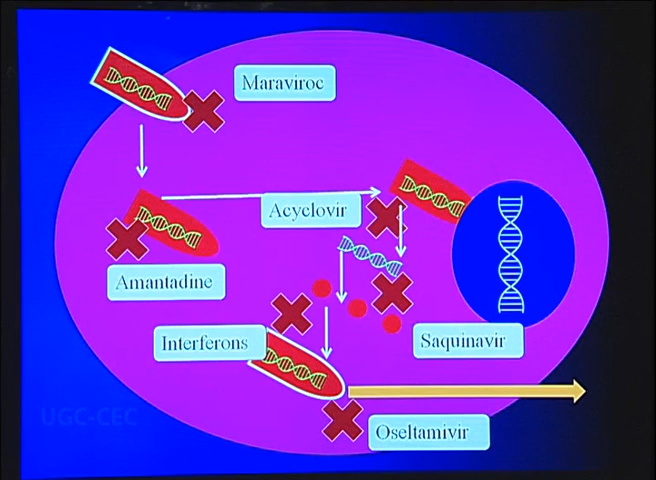 Maraviroc
Acyclovir
Amantadine
Interferons
Saquinavir
UGC-CEC
Oseltamivir